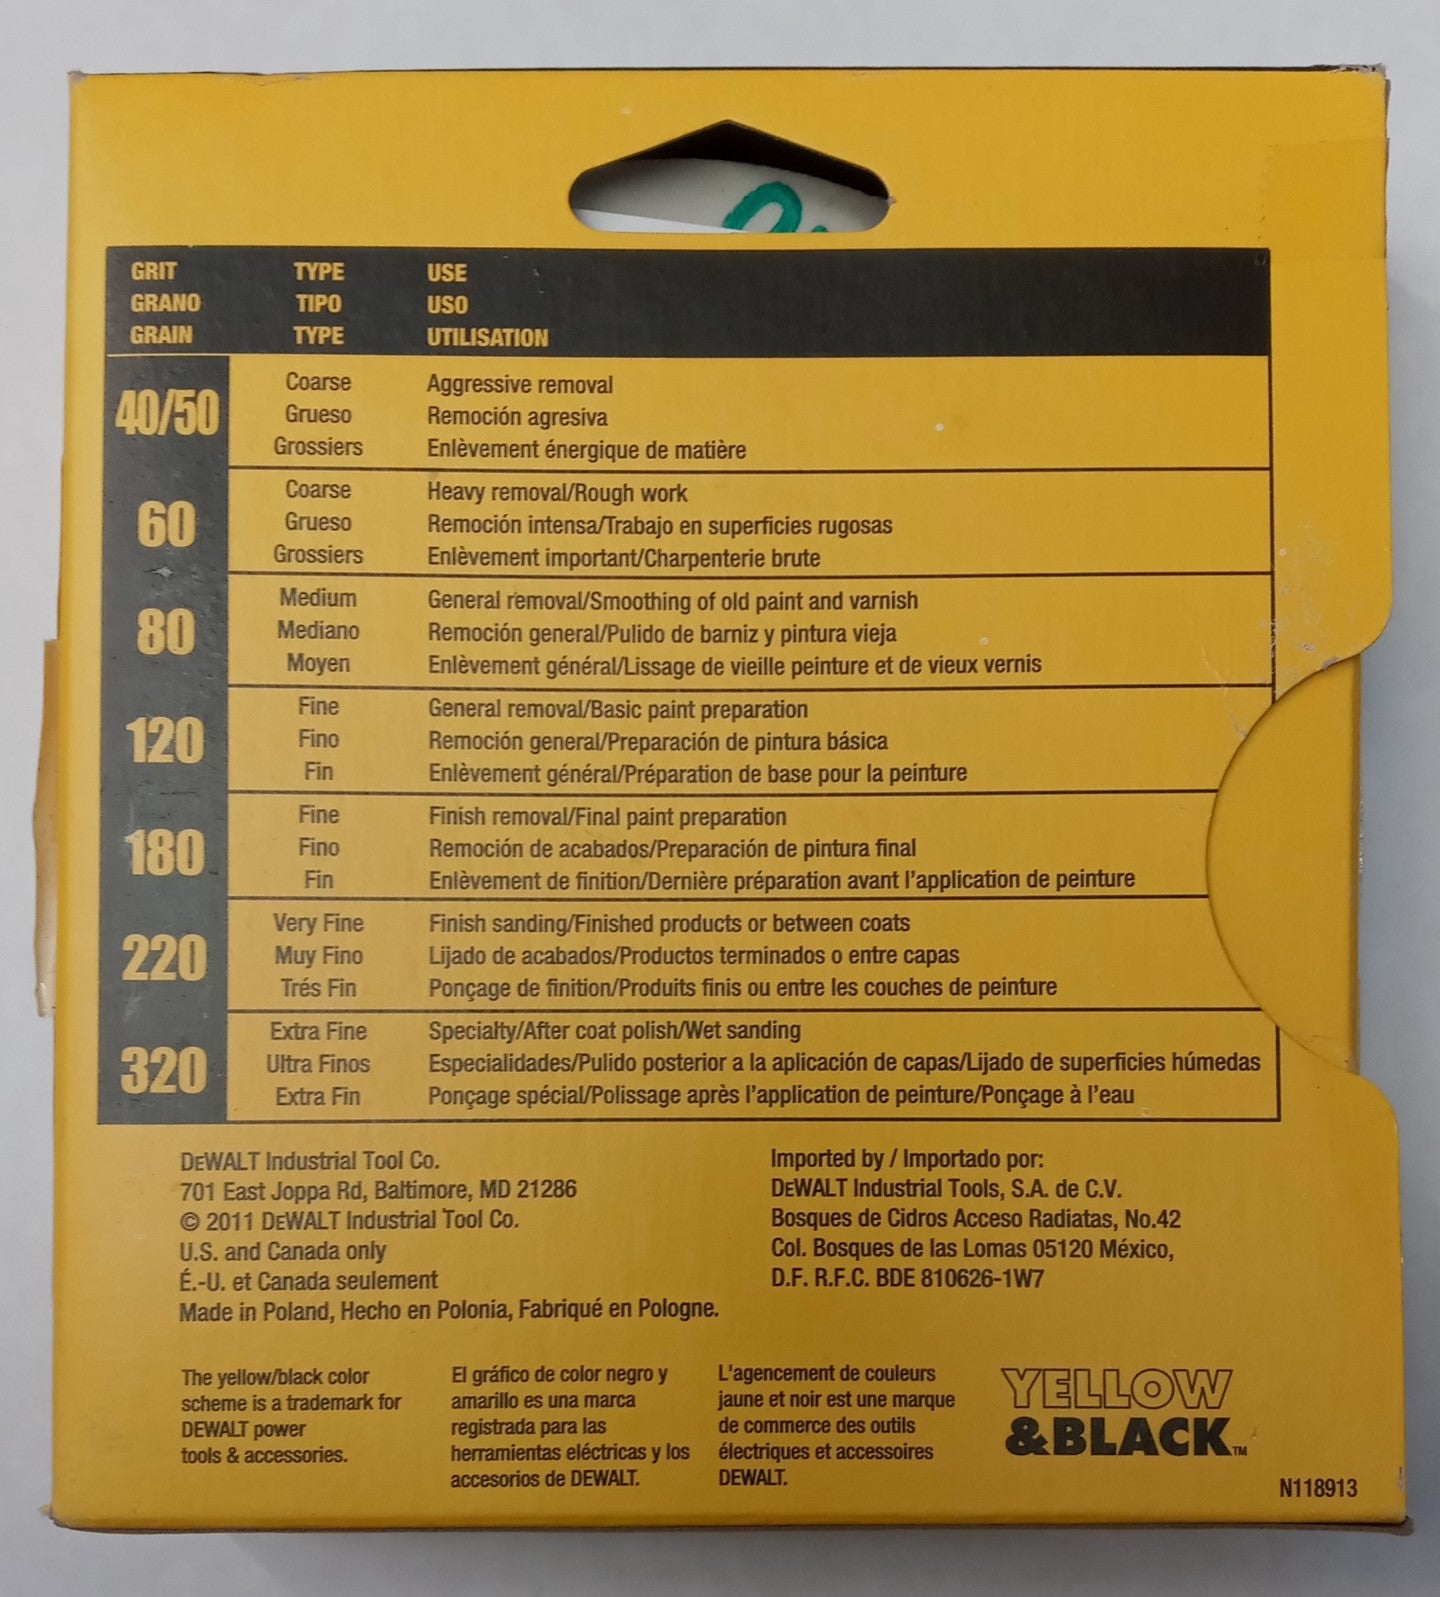 GRIT TYPE USE
GRANO TIPO USO
GRAIN TYPE UTILISATION
40/50
Coarse Aggressive removal
Grueso Remoción agresiva
Grossiers Enlèvement énergique de matière
60
Coarse Heavy removal/Rough work
Grueso Remoción intensa/Trabajo en superficies rugosas
Grossiers Enlèvement important/Charpenterie brute
80
Medium General removal/Smoothing of old paint and varnish
Mediano Remoción general/Pulido de barniz y pintura vieja
Moyen Enlèvement général/Lissage de vieille peinture et de vieux vernis
120
Fine General removal/Basic paint preparation
Fino Remoción general/Preparación de pintura básica
Fin Enlèvement général/Préparation de base pour la peinture
180
Fine Finish removal/Final paint preparation
Fino Remoción de acabados/Preparación de pintura final
Fin Enlèvement de finition/Dernière préparation avant l'application de peinture
220
Very Fine Finish sanding/Finished products or between coats
Muy Fino Lijado de acabados/Productos terminados o entre capas
Trés Fin Ponçage de finition/Produits finis ou entre les couches de peinture
320
Extra Fine Specialty/After coat polish/Wet sanding
Ultra Finos Especialidades/Pulido posterior a la aplicación de capas/Lijado de superficies húmedas
Extra Fin Ponçage spécial/Polissage après l'application de peinture/Ponçage à l'eau
DEWALT Industrial Tool Co.
701 East Joppa Rd, Baltimore, MD 21286
© 2011 DEWALT Industrial Tool Co.
U.S. and Canada only
É.-U. et Canada seulement
Made in Poland, Hecho en Polonia, Fabriqué en Pologne.
Imported by / Importado por:
DEWALT Industrial Tools, S.A. de C.V.
Bosques de Cidros Acceso Radiatas, No.42
Col. Bosques de las Lomas 05120 México,
D.F. R.F.C. BDE 810626-1W7
The yellow/black color
scheme is a trademark for
DEWALT power
tools & accessories.
El gráfico de color negro y
amarillo es una marca
registrada para las
herramientas eléctricas y los
accesorios de DEWALT.
L'agencement de couleurs
jaune et noir est une marque
de commerce des outils
électriques et accessoires
DEWALT.
YELLOW
&BLACK™
N118913